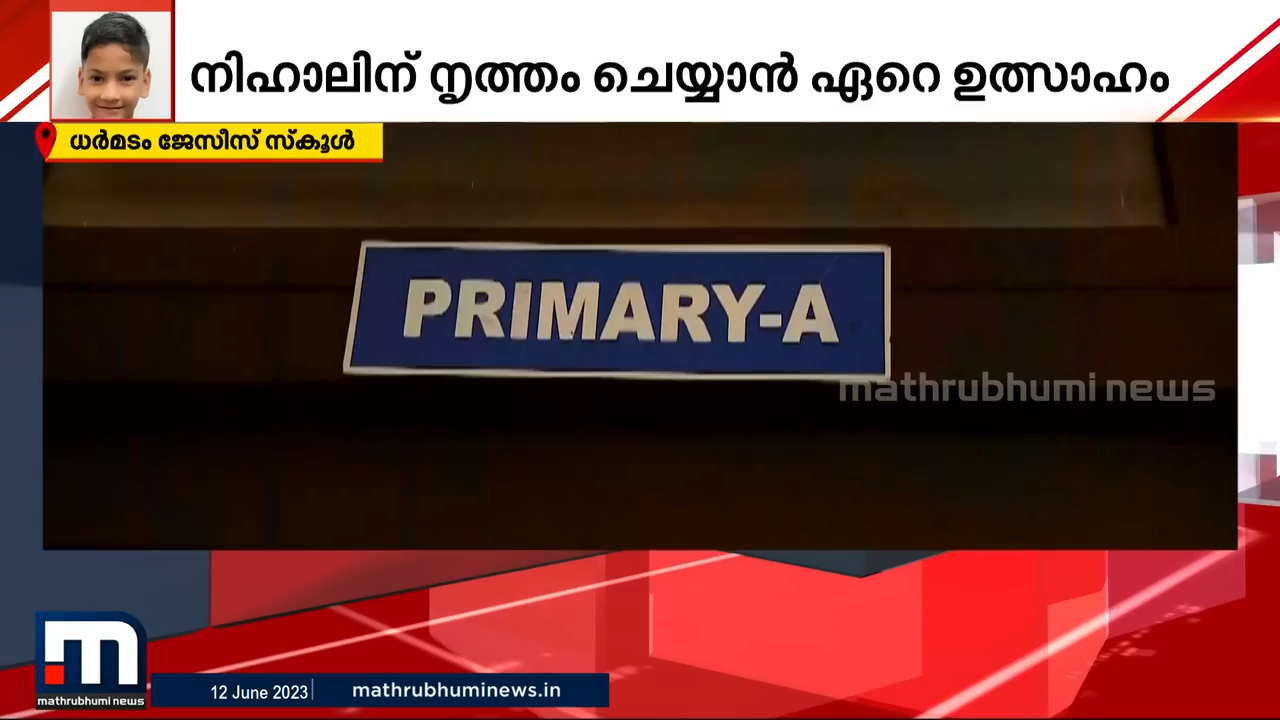 നിഹാലിന് നൃത്തം ചെയ്യാൻ ഏറെ ഉത്സാഹം
ധർമടം ജേസീസ് സ്കൂൾ
PRIMARY-A
mathrubhumi news
mathrubhumi news
12 June 2023
mathrubhuminews.in